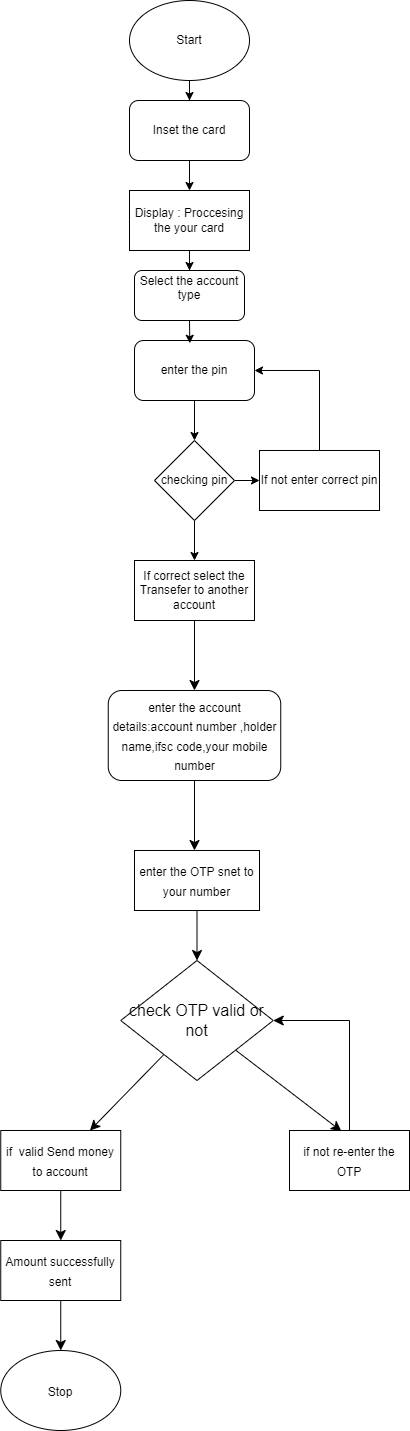 Start
Inset the card
Display : Proccesing
the your card
Select the account
type
enter the pin
checking pin
If not enter correct pin
If correct select the
Transefer to another
account
enter the account
details:account number ,holder
name,ifsc code,your mobile
number
enter the OTP snet to
your number
check OTP valid or
not
if  valid Send money
to account
if not re-enter the
OTP
Amount successfully
sent
Stop